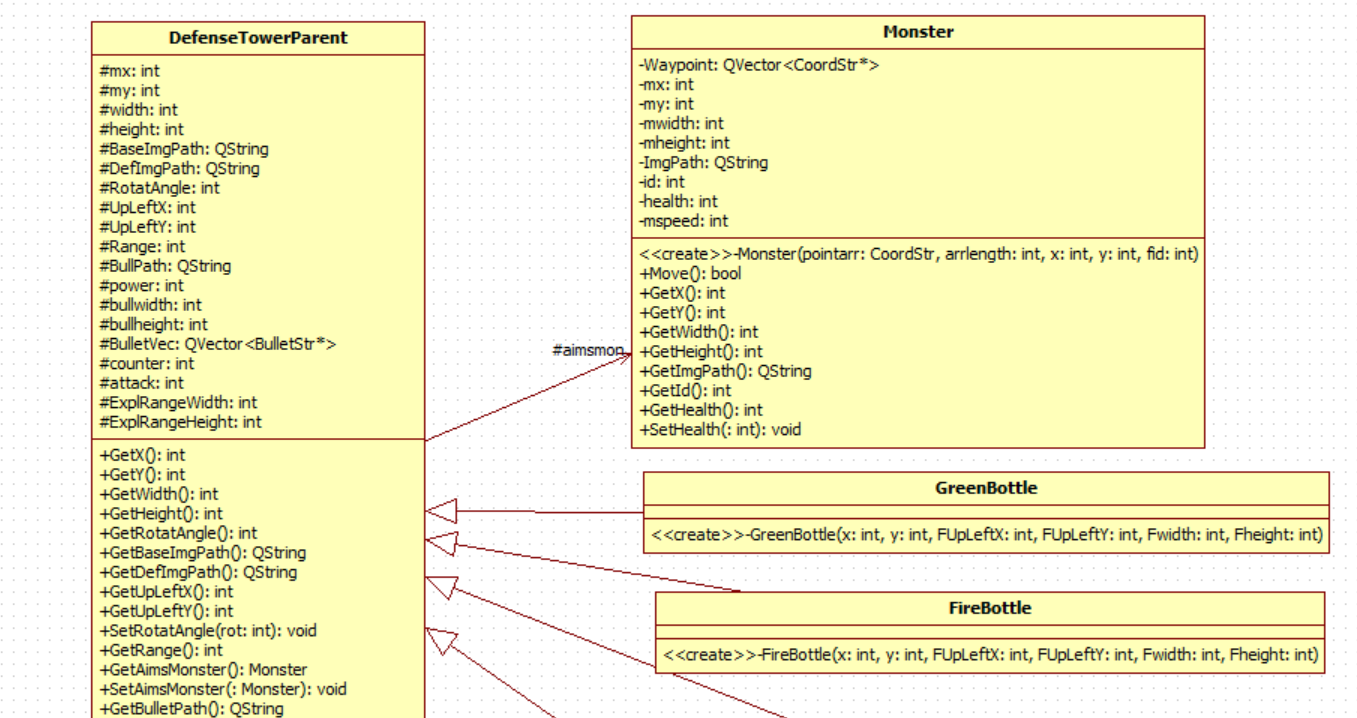 DefenseTowerParent
#mx: int
#my: int
#width: int
#height: int
#BaseImgPath: QString
#DefImgPath: QString
#RotatAngle: int
#UpLeftX: int
#UpLeftY: int
#Range: int
#BullPath: QString
#power: int
#bullwidth: int
#bullheight: int
#BulletVec: QVector<BulletStr*>
#counter: int
#attack: int
#ExplRangeWidth: int
#ExplRangeHeight: int
+GetX(): int
+GetY(): int
+GetWidth(): int
+GetHeight(): int
+GetRotatAngle(): int
+GetBaseImgPath(): QString
+GetDefImgPath(): QString
+GetUpLeftX(): int
+GetUpLeftY(): int
+SetRotatAngle(rot: int): void
+GetRange(): int
+GetAimsMonster(): Monster
+SetAimsMonster(: Monster): void
+GetBulletPath(): QString
#aimsmon
Monster
-Waypoint: QVector<CoordStr*>
-mx: int
-my: int
-mwidth: int
-mheight: int
-ImgPath: QString
-id: int
-health: int
-mspeed: int
<<create>>-Monster(pointarr: CoordStr, arrlength: int, x: int, y: int, fid: int)
+Move(): bool
+GetX(): int
+GetY(): int
+GetWidth(): int
+GetHeight(): int
+GetImgPath(): QString
+GetId(): int
+GetHealth(): int
+SetHealth(: int): void
GreenBottle
<<create>>-GreenBottle(x: int, y: int, FUpLeftX: int, FUpLeftY: int, Fwidth: int, Fheight: int)
FireBottle
<<create>>-FireBottle(x: int, y: int, FUpLeftX: int, FUpLeftY: int, Fwidth: int, Fheight: int)